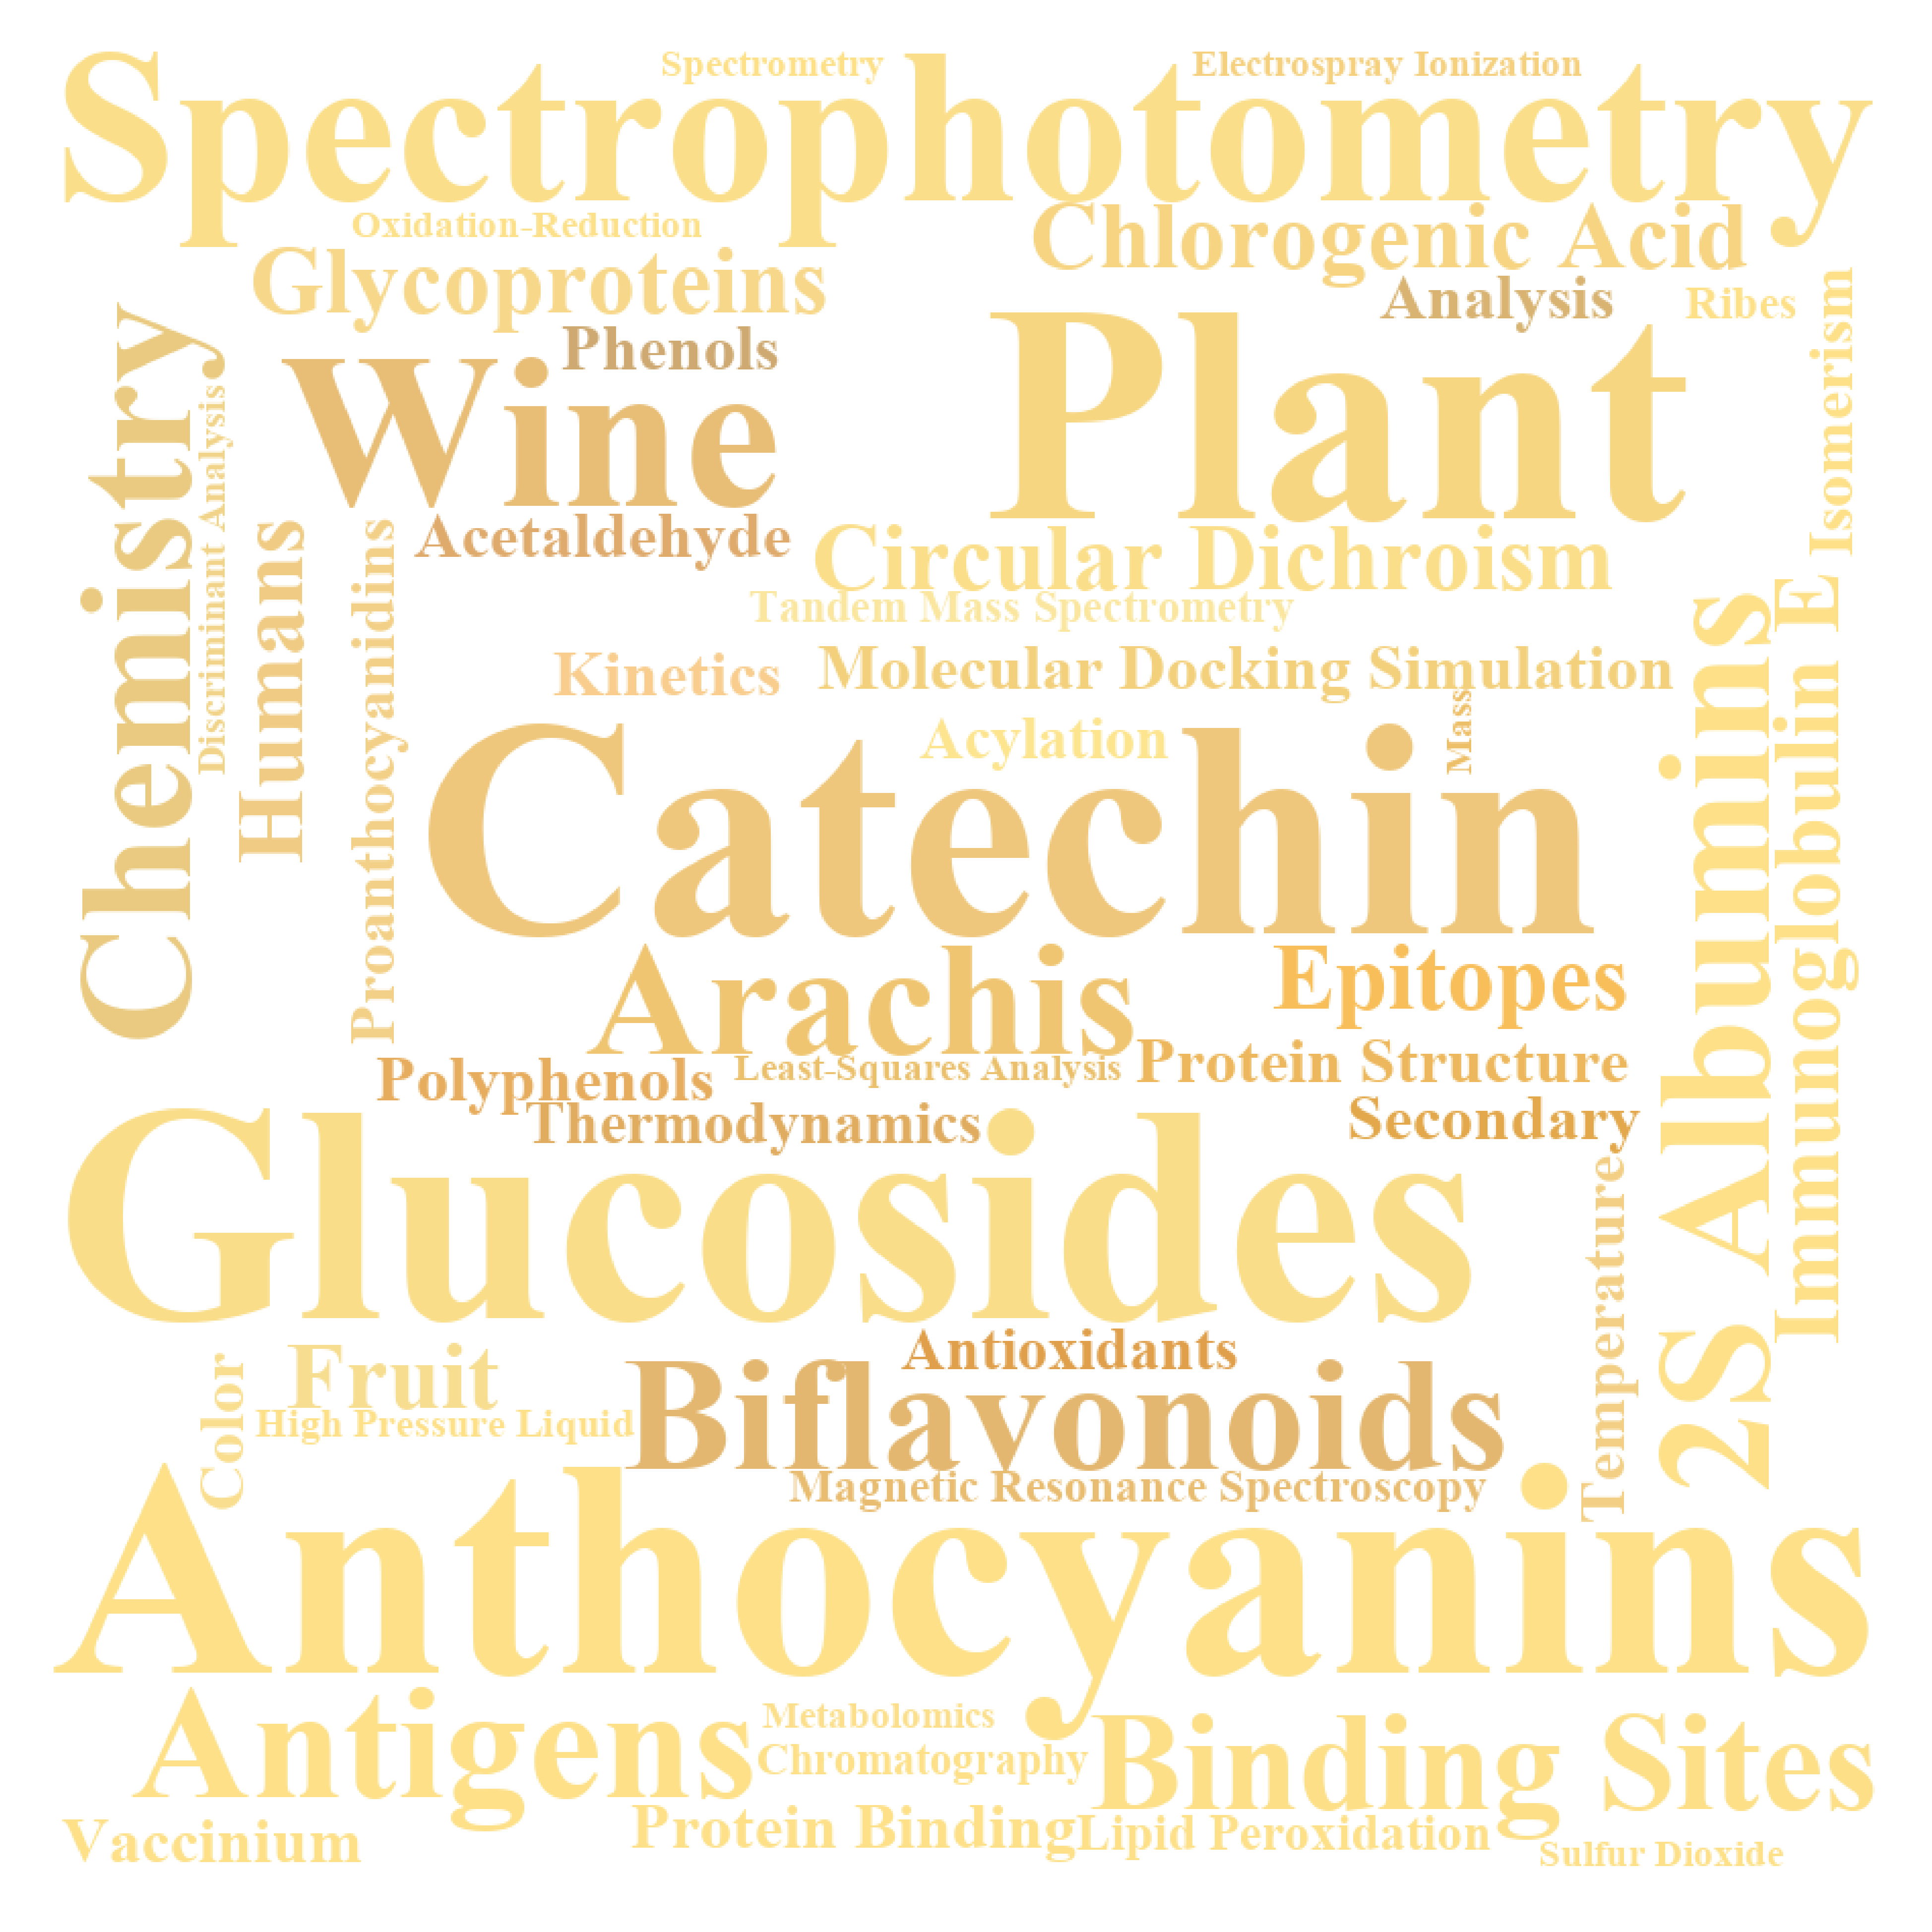 Spectrometry
Electrospray Ionization
Spectrophotometry
Oxidation-Reduction
Chlorogenic Acid
Glycoproteins
Analysis
Ribes
Isomerism
Phenols
Wine
Plant
Chemistry
Discriminant Analysis
Humans
Proanthocyanidins
Acetaldehyde
Circular Dichroism
Tandem Mass Spectrometry
Kinetics
Molecular Docking Simulation
Mass
Acylation
Catechin
2S Albumins
Immunoglobulin E
Arachis
Epitopes
Polyphenols
Least-Squares Analysis
Protein Structure
Thermodynamics
Secondary
Glucosides
Temperature
Antioxidants
Fruit
Color
High Pressure Liquid
Biflavonoids
Magnetic Resonance Spectroscopy
Anthocyanins
Antigens
Metabolomics
Chromatography
Binding Sites
Vaccinium
Protein Binding
Lipid Peroxidation
Sulfur Dioxide